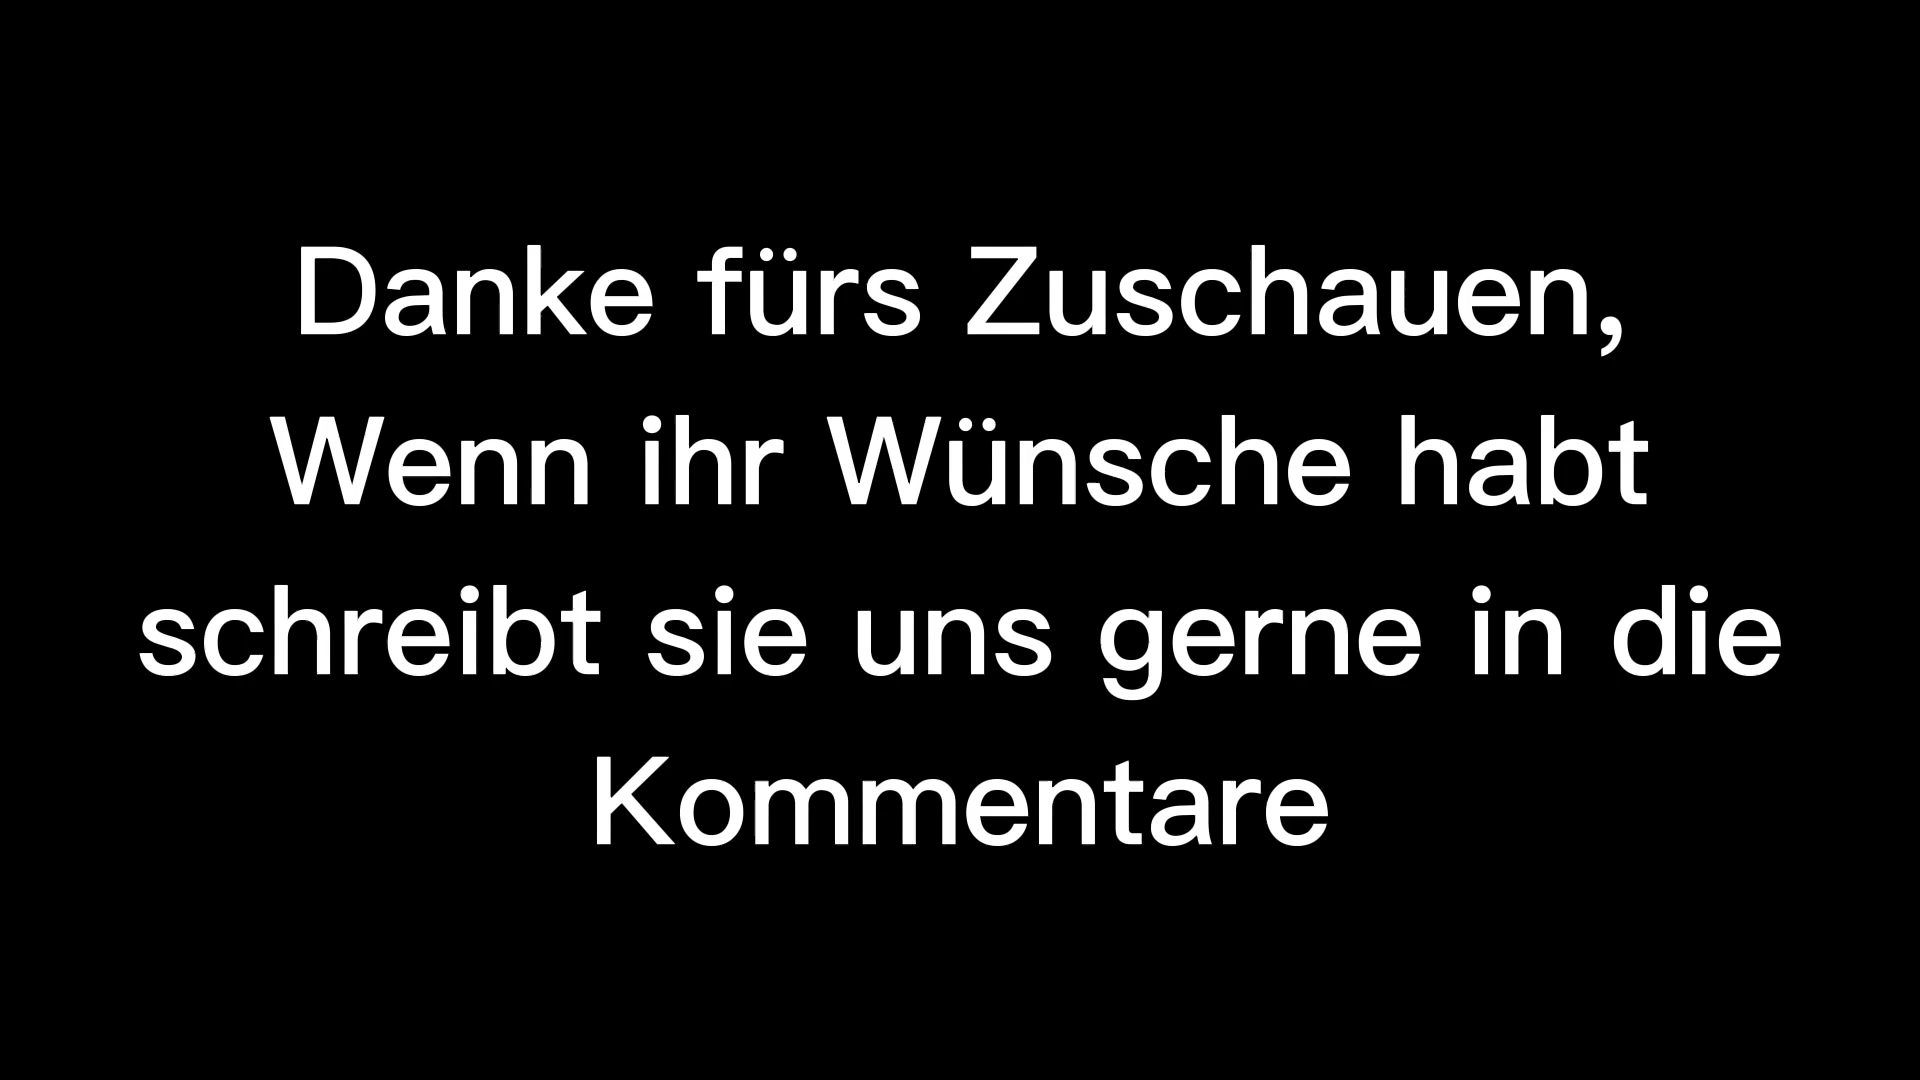 Danke fürs Zuschauen,
Wenn ihr Wünsche habt
schreibt sie uns gerne in die
Kommentare